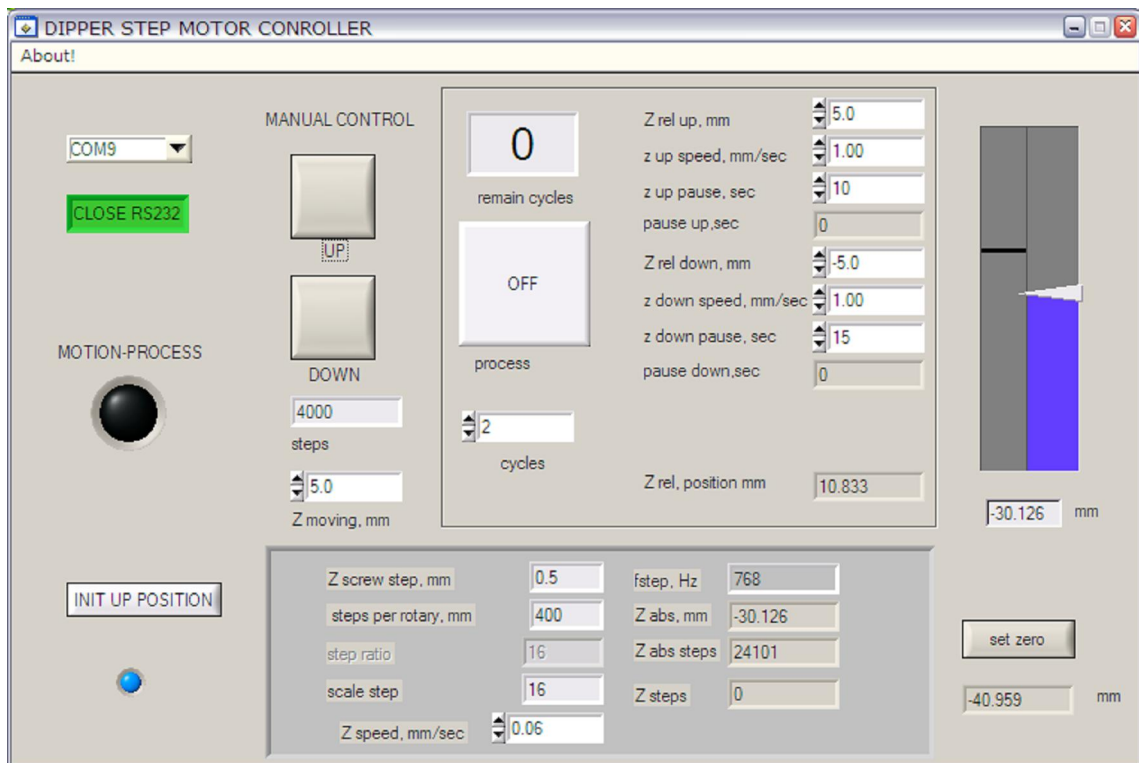 DIPPER STEP MOTOR CONROLLER
About!
COM9
CLOSE RS232
MOTION-PROCESS
INIT UP POSITION
MANUAL CONTROL
UP
DOWN
4000
steps
5.0
Z moving, mm
0
remain cycles
OFF
process
2
cycles
Z rel up, mm 5.0
z up speed, mm/sec 1.00
z up pause, sec 10
pause up,sec 0
Z rel down, mm -5.0
z down speed, mm/sec 1.00
z down pause, sec 15
pause down,sec 0
Z rel, position mm 10.833
-30.126 mm
Z screw step, mm 0.5
steps per rotary, mm 400
step ratio 16
scale step 16
Z speed, mm/sec 0.06
fstep, Hz 768
Z abs, mm -30.126
Z abs steps 24101
Z steps 0
set zero
-40.959 mm